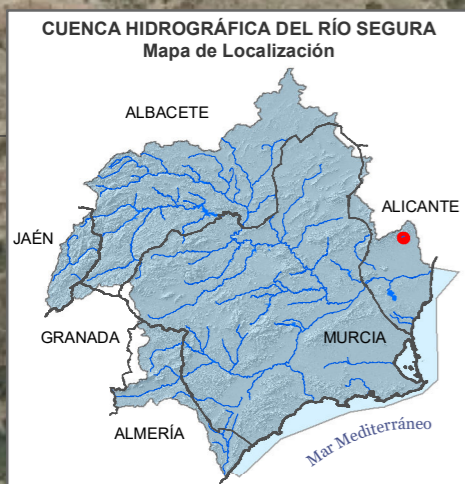 CUENCA HIDROGRÁFICA DEL RÍO SEGURA
Mapa de Localización
ALBACETE
ALICANTE
JAÉN
GRANADA
MURCIA
ALMERÍA
Mar Mediterráneo